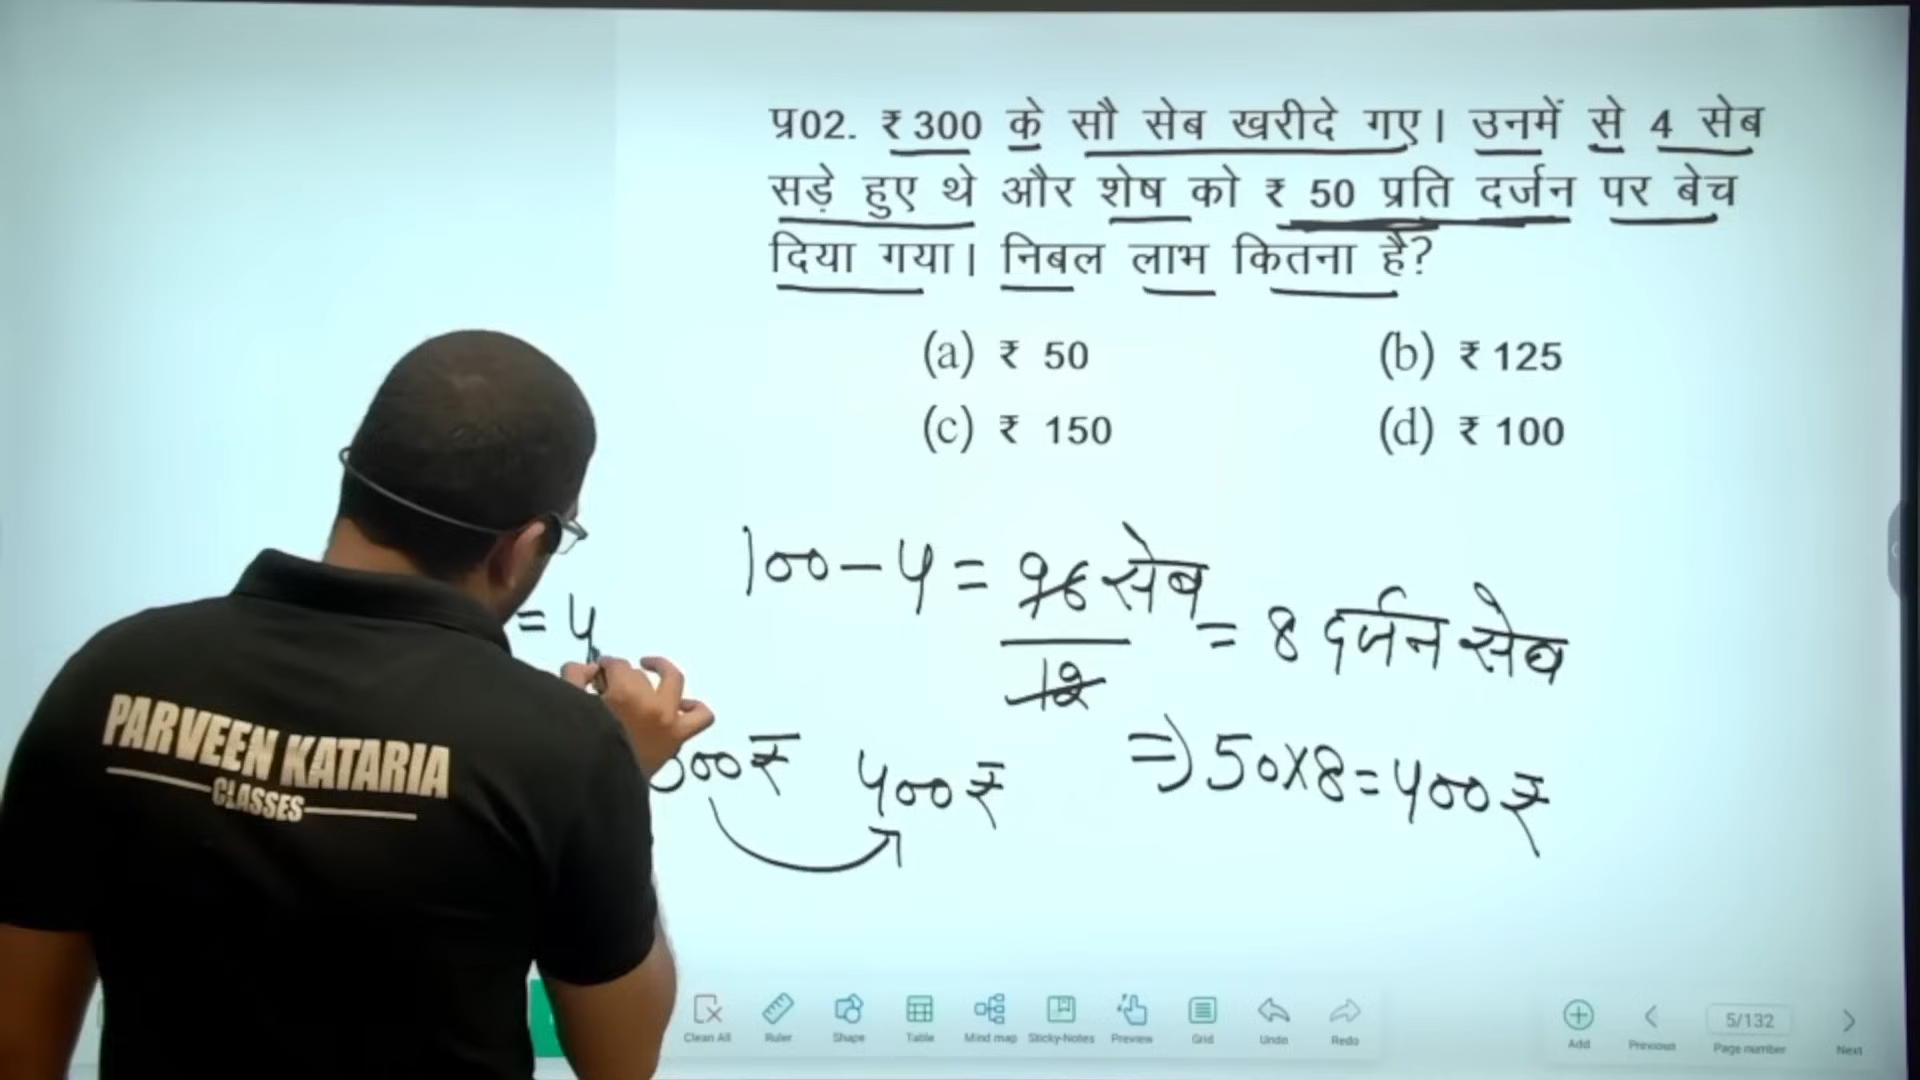 प्र02. ₹ 300 के सौ सेब खरीदे गए। उनमें से 4 सेब
सड़े हुए थे और शेष को ₹ 50 प्रति दर्जन पर बेच
दिया गया। निबल लाभ कितना है?
(a) ₹ 50 (b) ₹ 125
(c) ₹ 150 (d) ₹ 100
100 - 4 = 96 सेब
12
= 8 दर्जन सेब
= 4
00₹ 400₹
⇒ 50x8=400₹
PARVEEN KATARIA
CLASSES
Clean All Ruler Shape Table Mind map Sticky-Notes Preview Grid Undo Redo
Add Previous 5/132 Page number Next